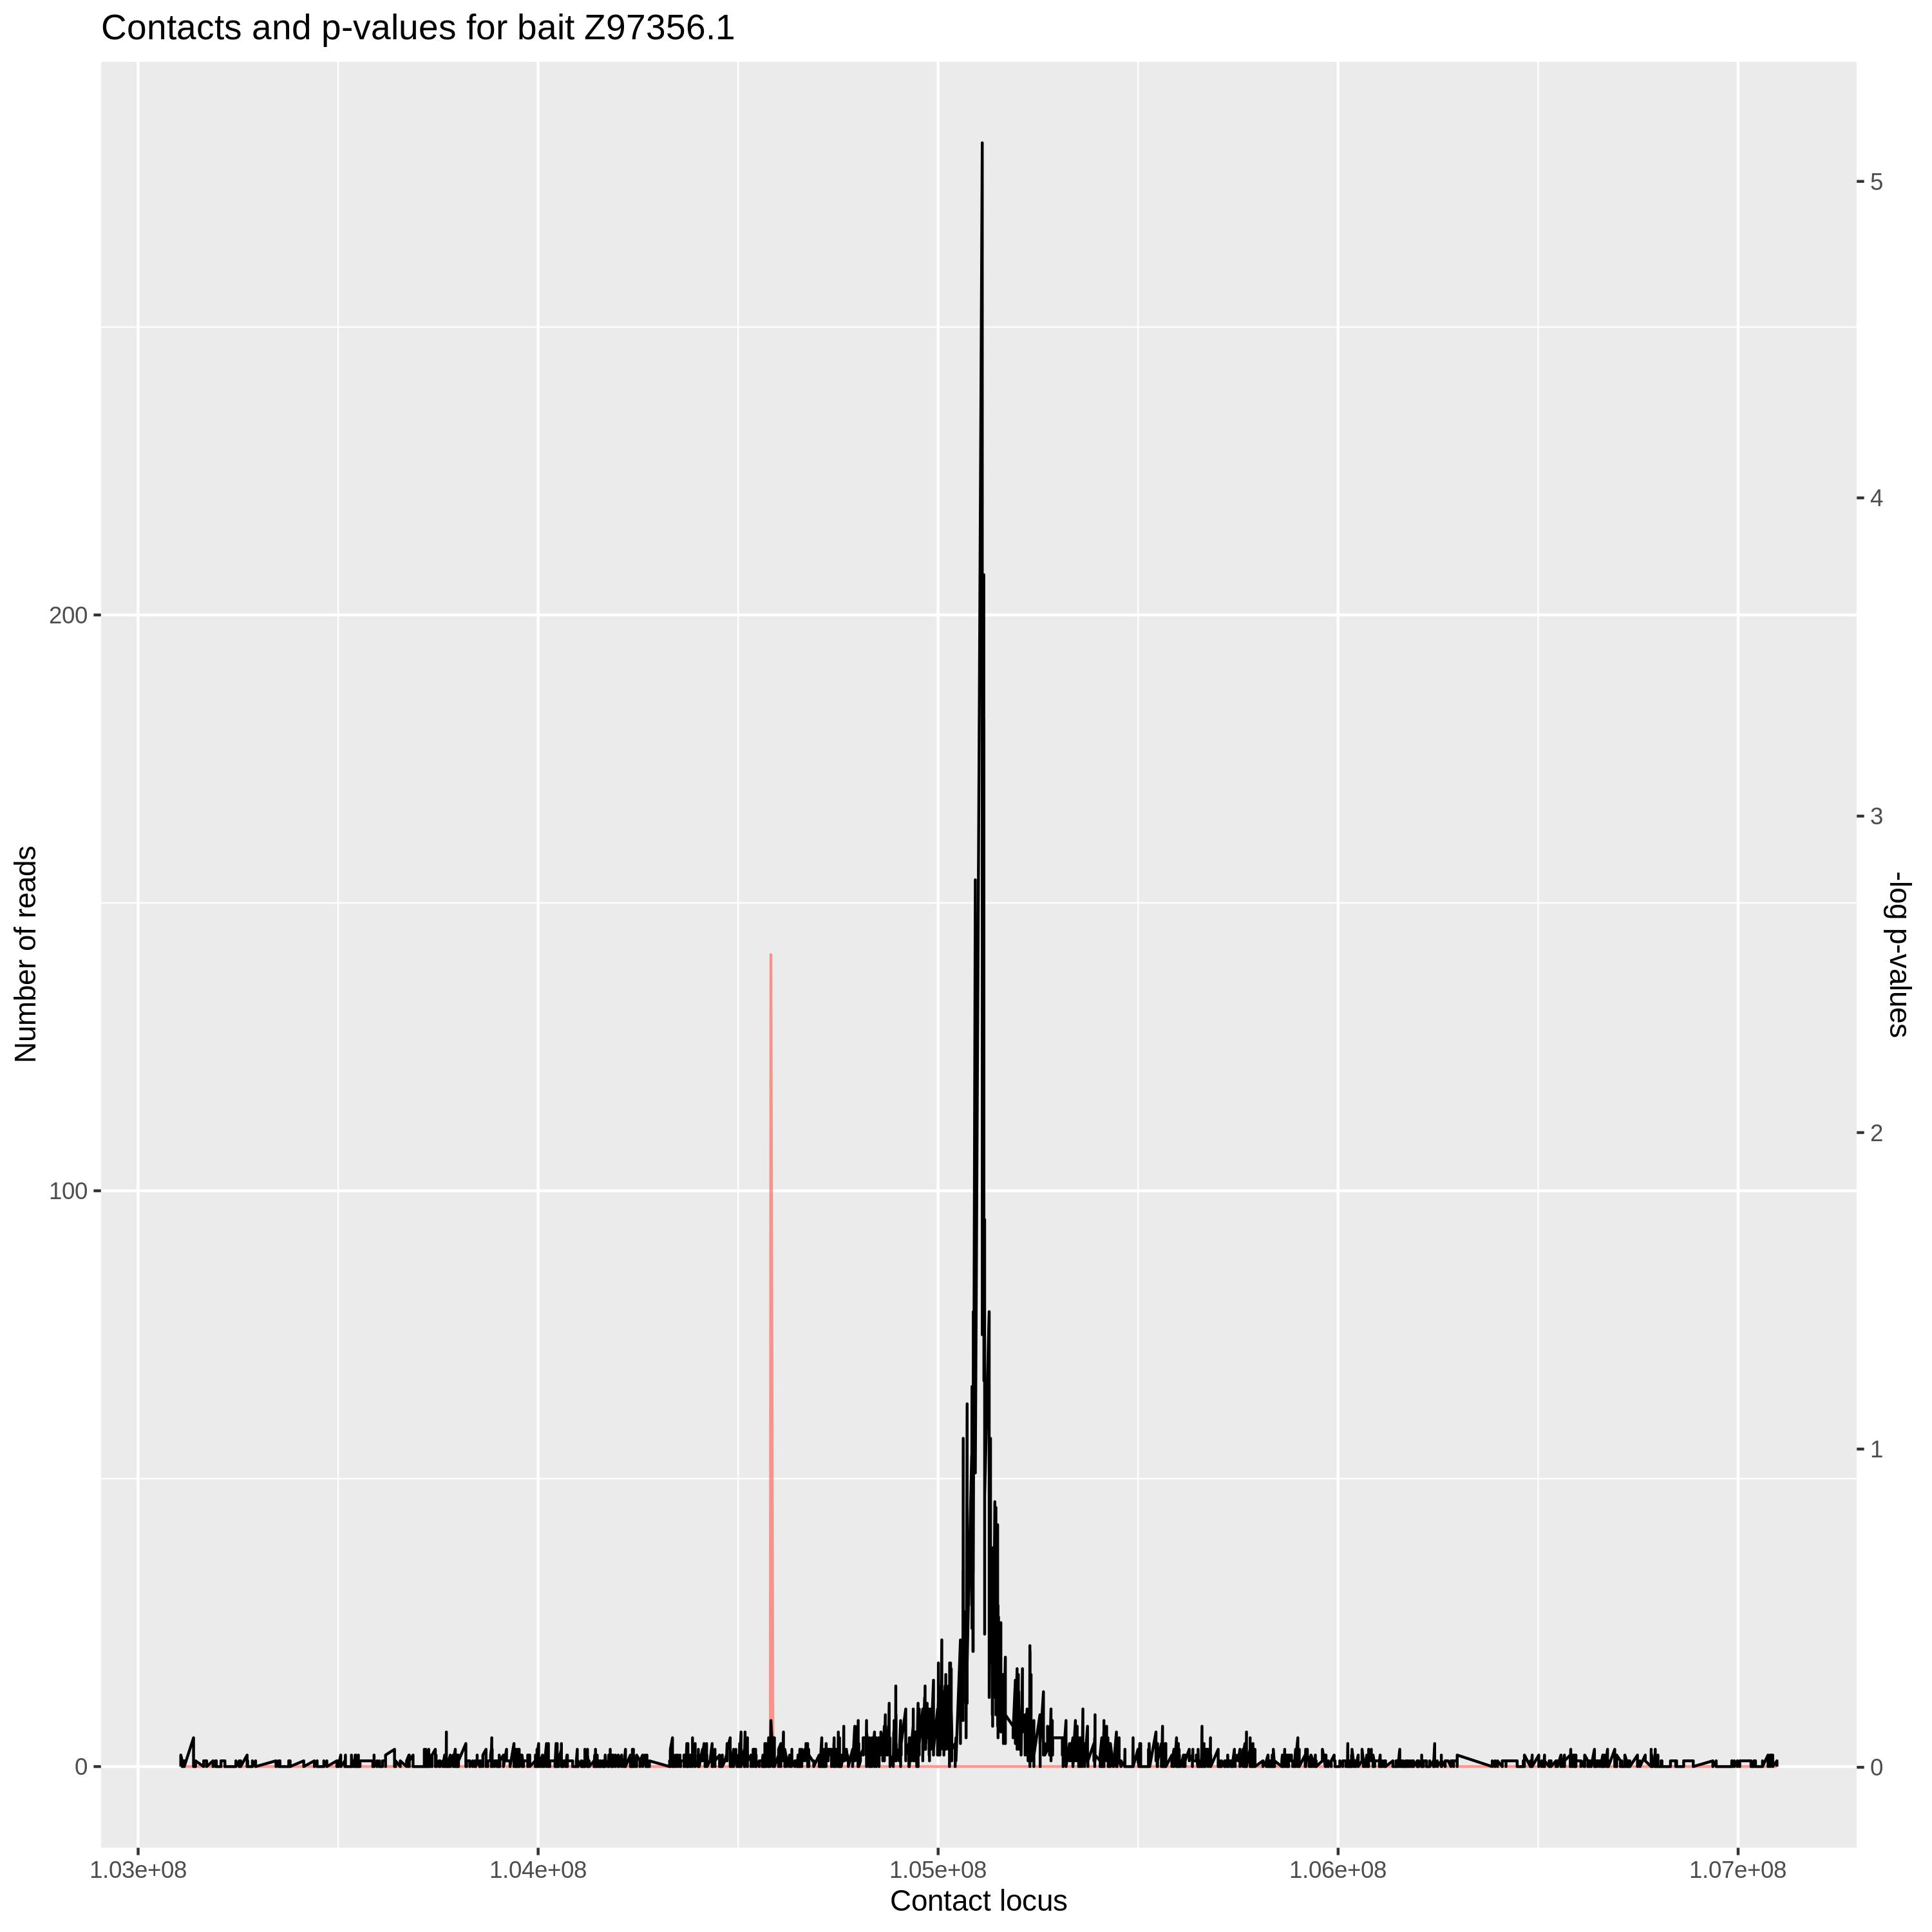 Contacts and p-values for bait Z97356.1
Number of reads
200
100
0
5
4
3
2
1
0
-log p-values
1.03e+08 1.04e+08 1.05e+08 1.06e+08 1.07e+08
Contact locus